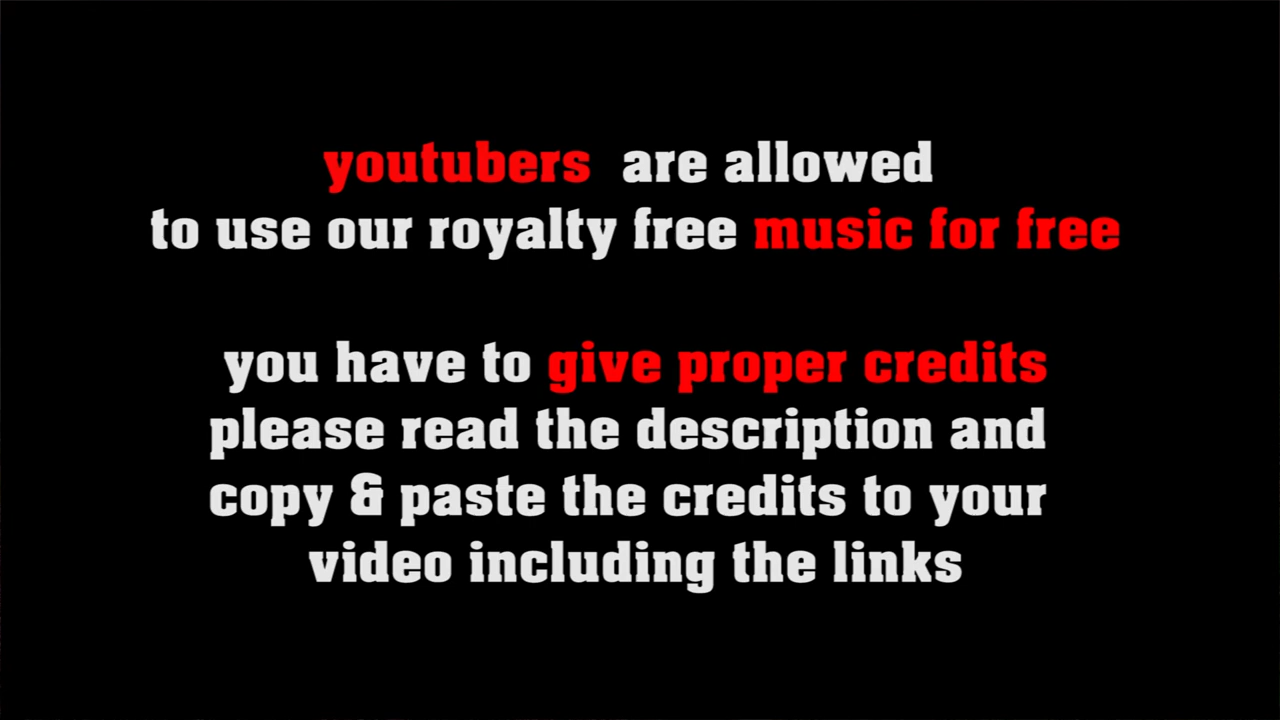 youtubers are allowed
to use our royalty free music for free
you have to give proper credits
please read the description and
copy & paste the credits to your
video including the links